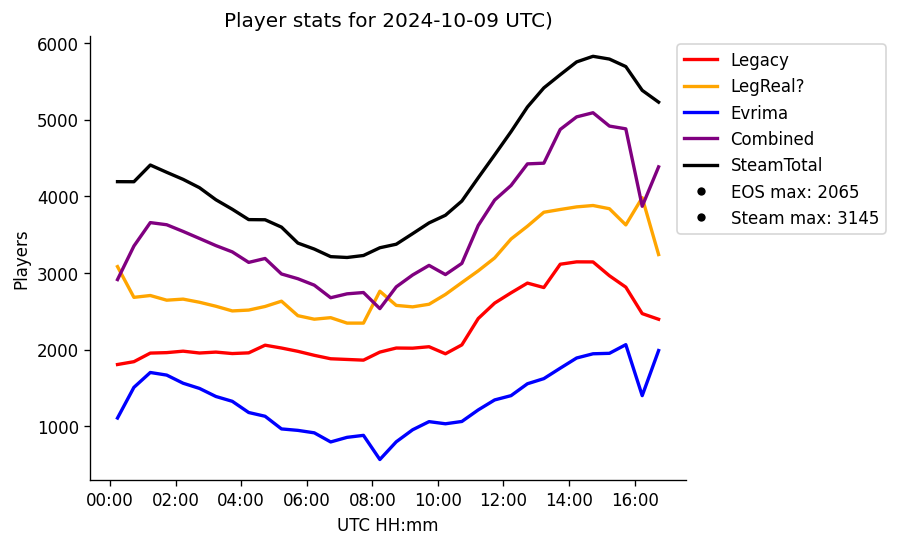 Player stats for 2024-10-09 UTC)
Players
6000
5000
4000
3000
2000
1000
00:00 02:00 04:00 06:00 08:00 10:00 12:00 14:00 16:00
UTC HH:mm
Legacy
LegReal?
Evrima
Combined
SteamTotal
EOS max: 2065
Steam max: 3145